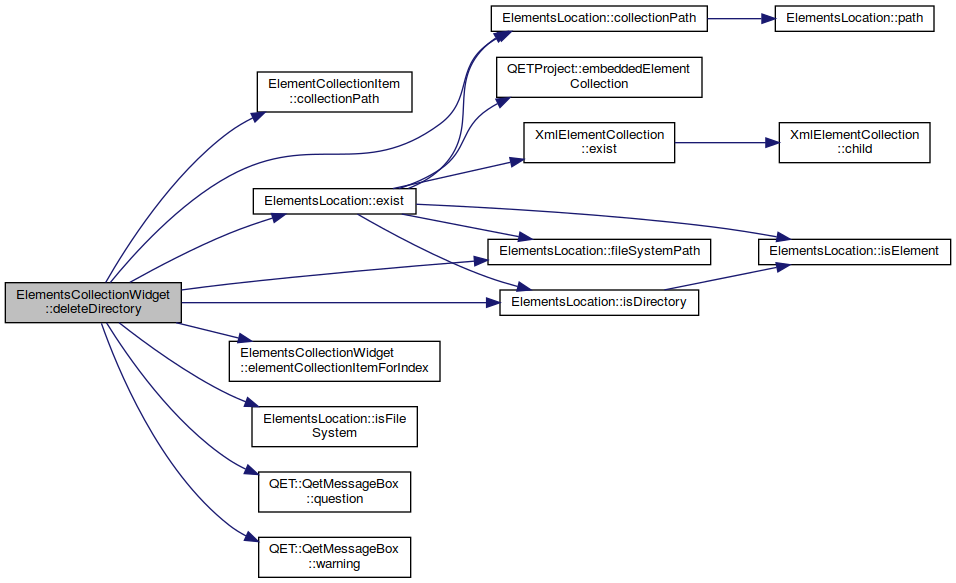 ElementsCollectionWidget
::deleteDirectory
ElementCollectionItem
::collectionPath
ElementsLocation::collectionPath
ElementsLocation::path
QETProject::embeddedElement
Collection
XmlElementCollection
::exist
XmlElementCollection
::child
ElementsLocation::exist
ElementsLocation::fileSystemPath
ElementsLocation::isElement
ElementsLocation::isDirectory
ElementsCollectionWidget
::elementCollectionItemForIndex
ElementsLocation::isFile
System
QET::QetMessageBox
::question
QET::QetMessageBox
::warning